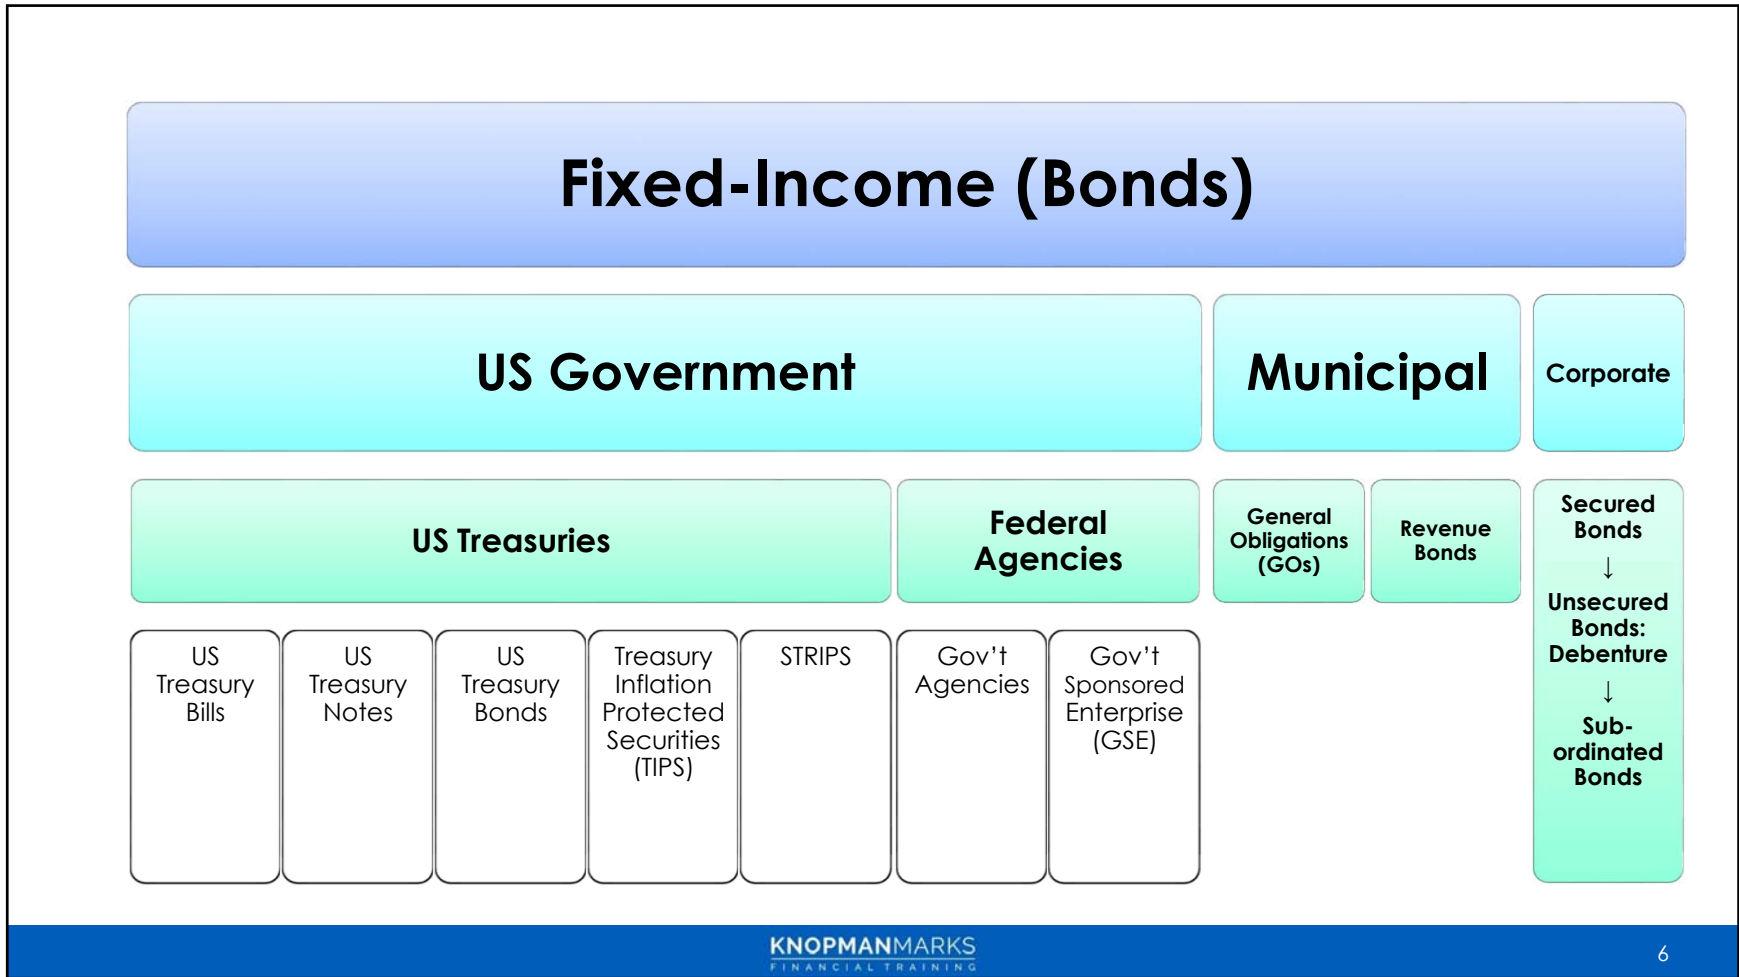 Fixed-Income (Bonds)
US Government
Municipal
Corporate
US Treasuries
Federal
Agencies
General
Obligations
(GOs)
Revenue
Bonds
Secured
Bonds
↓
Unsecured
Bonds:
Debenture
↓
Sub-
ordinated
Bonds
US
Treasury
Bills
US
Treasury
Notes
US
Treasury
Bonds
Treasury
Inflation
Protected
Securities
(TIPS)
STRIPS
Gov’t
Agencies
Gov’t
Sponsored
Enterprise
(GSE)
KNOPMANMARKS
FINANCIAL TRAINING
6